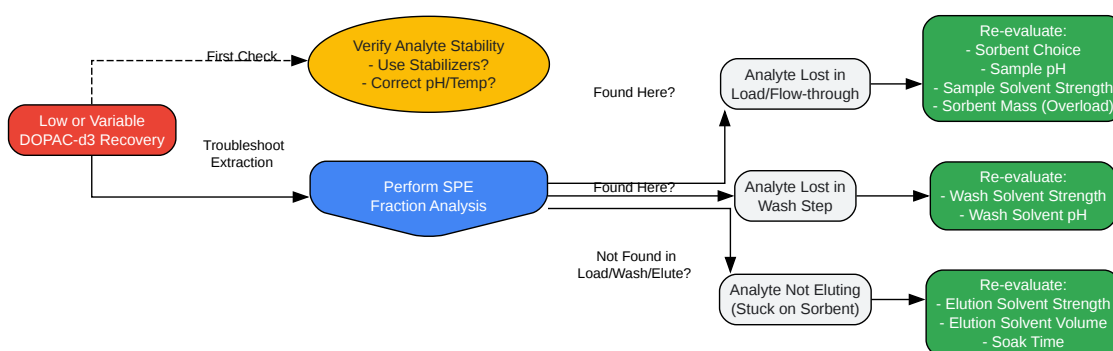 Low or Variable
DOPAC-d3 Recovery
First Check
Verify Analyte Stability
- Use Stabilizers?
- Correct pH/Temp?
Troubleshoot
Extraction
Perform SPE
Fraction Analysis
Found Here?
Analyte Lost in
Load/Flow-through
Re-evaluate:
- Sorbent Choice
- Sample pH
- Sample Solvent Strength
- Sorbent Mass (Overload)
Found Here?
Analyte Lost in
Wash Step
Re-evaluate:
- Wash Solvent Strength
- Wash Solvent pH
Not Found in
Load/Wash/Elute?
Analyte Not Eluting
(Stuck on Sorbent)
Re-evaluate:
- Elution Solvent Strength
- Elution Solvent Volume
- Soak Time